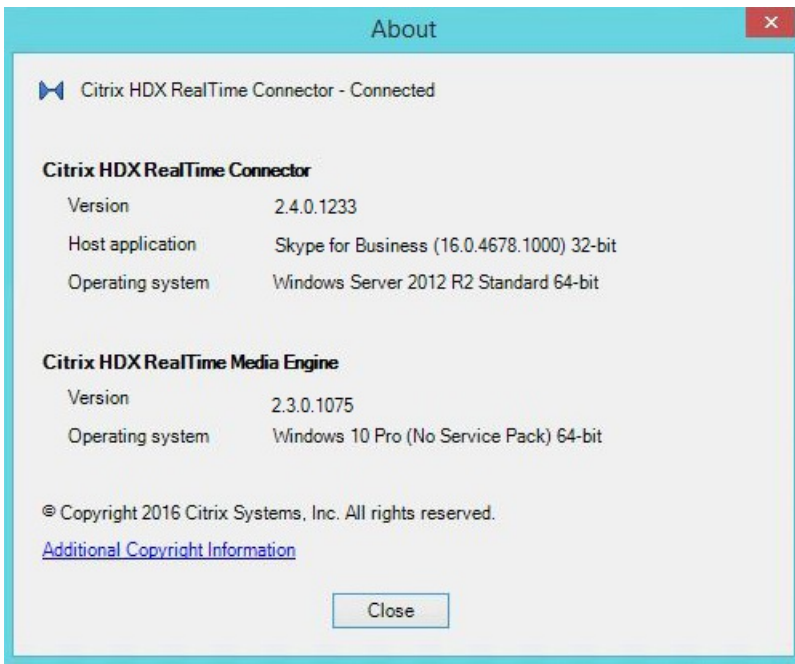 About
Citrix HDX RealTime Connector - Connected
Citrix HDX RealTime Connector
Version 2.4.0.1233
Host application Skype for Business (16.0.4678.1000) 32-bit
Operating system Windows Server 2012 R2 Standard 64-bit
Citrix HDX RealTime Media Engine
Version 2.3.0.1075
Operating system Windows 10 Pro (No Service Pack) 64-bit
© Copyright 2016 Citrix Systems, Inc. All rights reserved.
Additional Copyright Information
Close